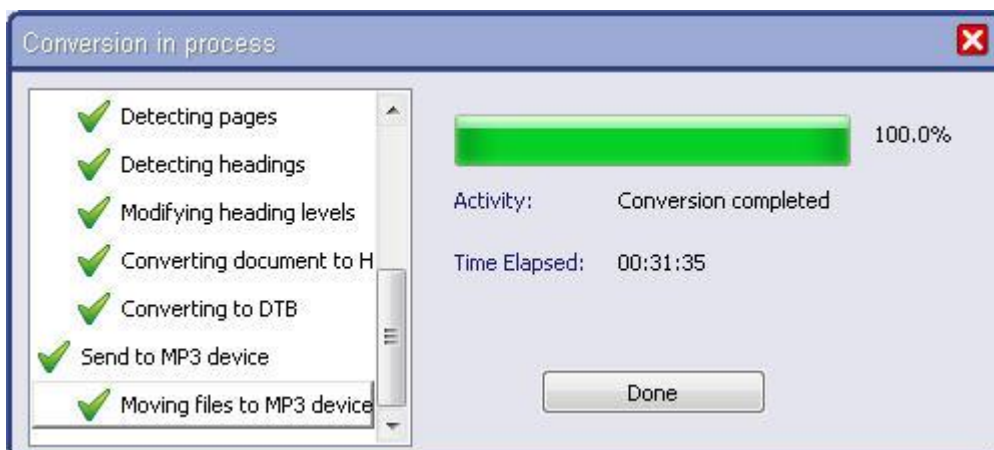 Conversion in process
Detecting pages
Detecting headings
Modifying heading levels
Converting document to H
Converting to DTB
Send to MP3 device
Moving files to MP3 device
100.0%
Activity: Conversion completed
Time Elapsed: 00:31:35
Done